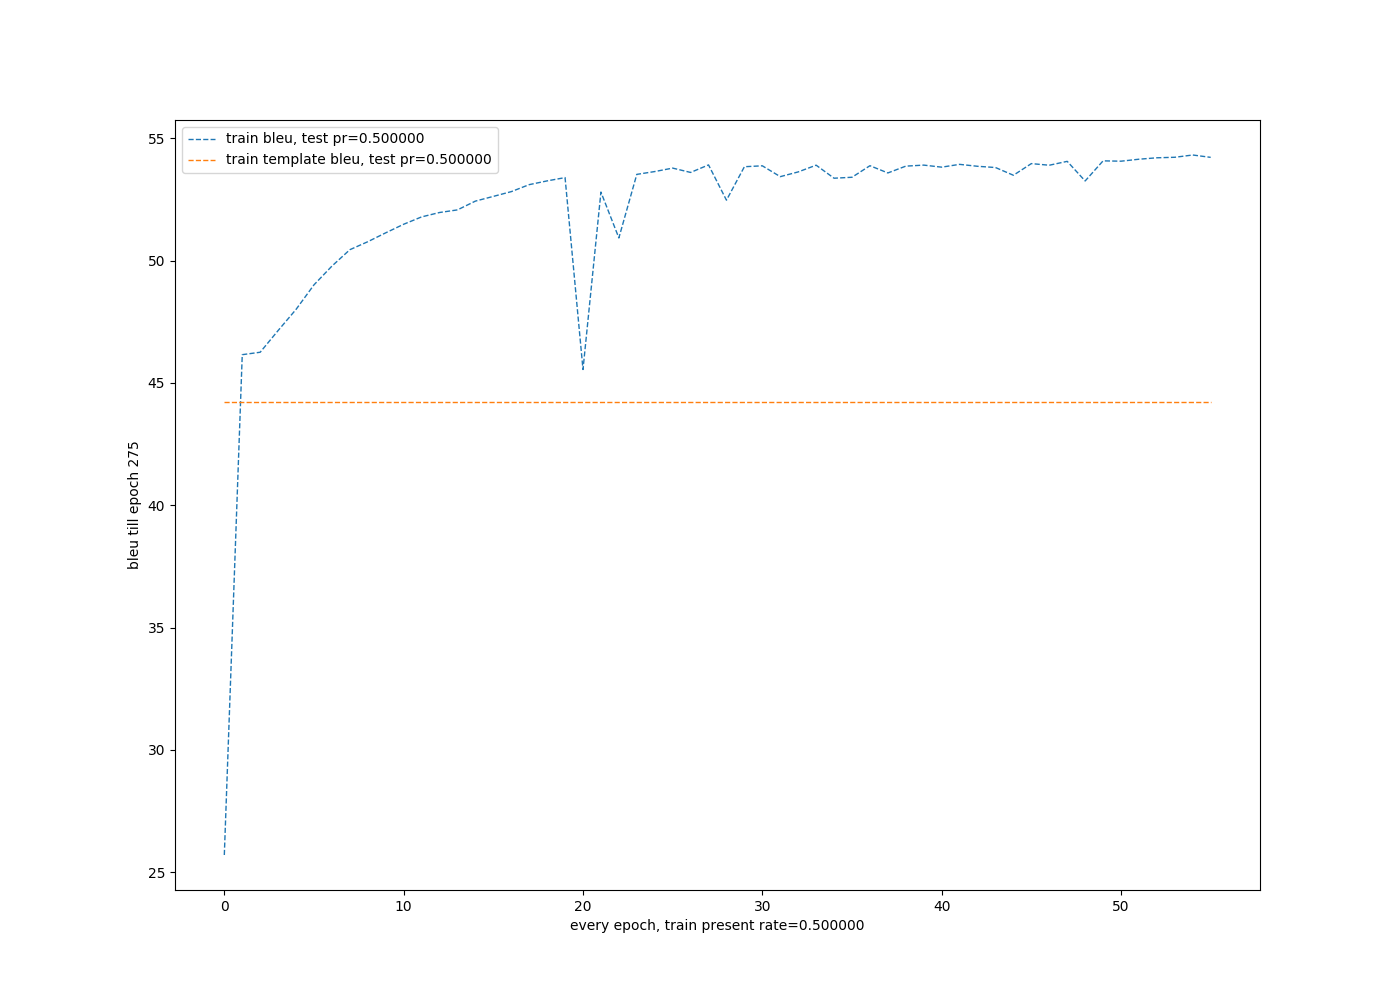 train bleu, test pr=0.500000
train template bleu, test pr=0.500000
55
50
45
40
35
30
25
bleu till epoch 275
0 10 20 30 40 50
every epoch, train present rate=0.500000